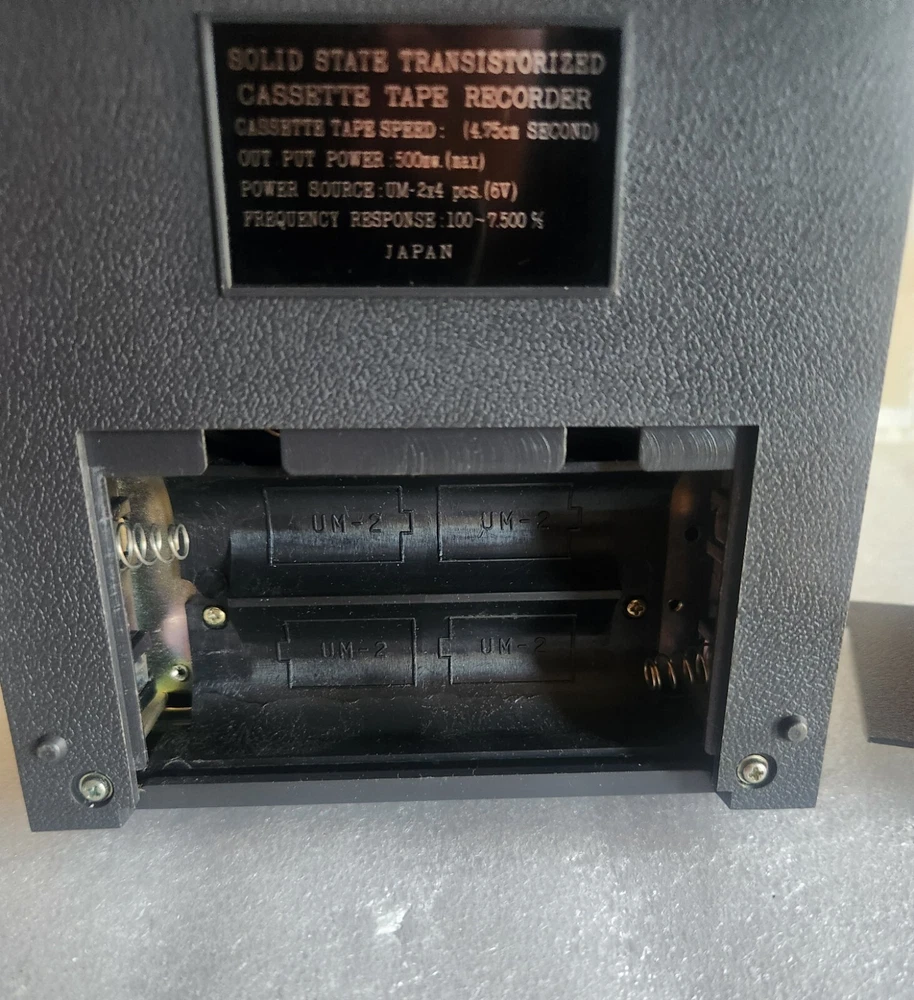 SOLID STATE TRANSISTORIZED
CASSETTE TAPE RECORDER
CASSETTE TAPE SPEED: (4.75cm SECOND)
OUT PUT POWER:500mw.(max)
POWER SOURCE:UM-2x4 pcs.(6V)
FREQUENCY RESPONSE:100~7.500 %
JAPAN
UM-2 UM-2
UM-2 UM-2